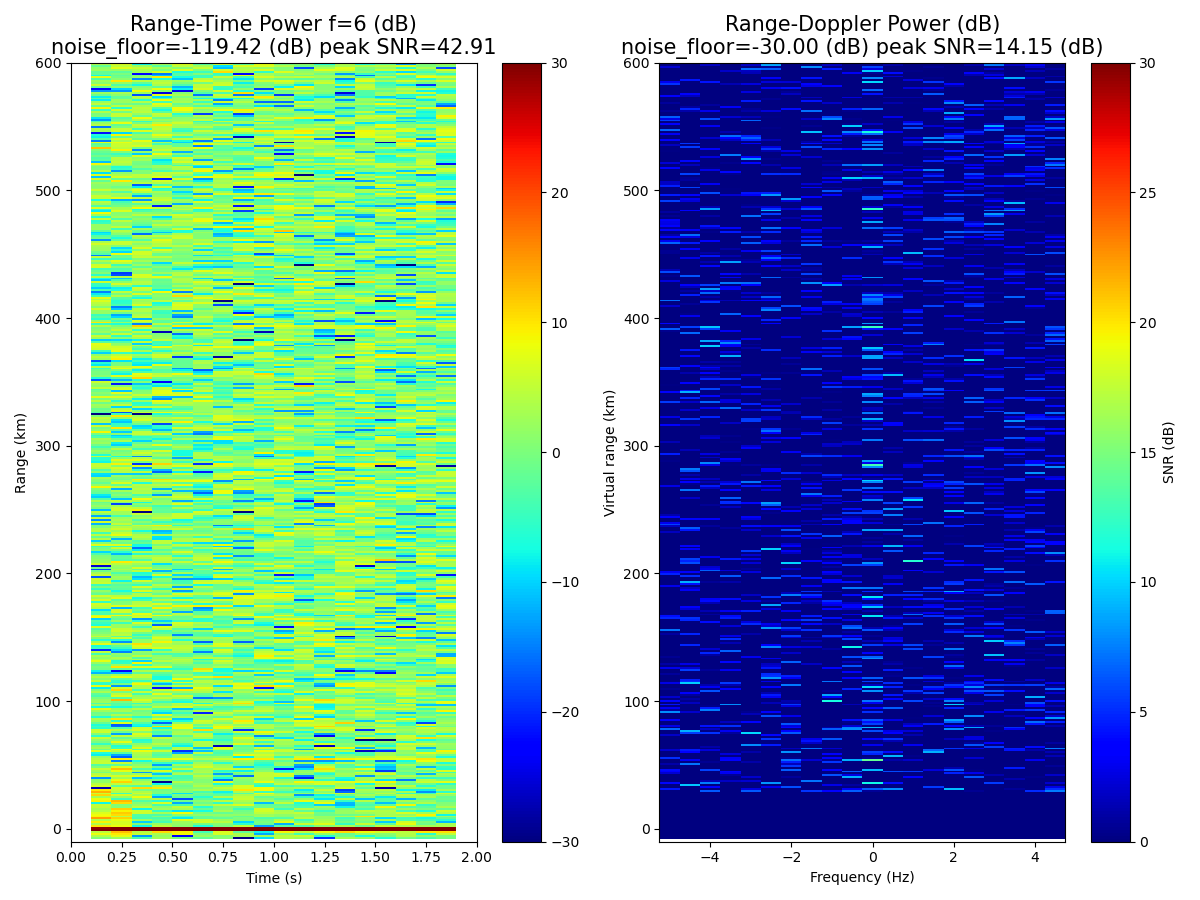 Range-Time Power f=6 (dB)
noise_floor=-119.42 (dB) peak SNR=42.91
600
500
400
300
200
100
0
Range (km)
0.00 0.25 0.50 0.75 1.00 1.25 1.50 1.75 2.00
Time (s)
30
20
10
0
−10
−20
−30
Range-Doppler Power (dB)
noise_floor=-30.00 (dB) peak SNR=14.15 (dB)
600
500
400
300
200
100
0
Virtual range (km)
−4 −2 0 2 4
Frequency (Hz)
30
25
20
15
10
5
0
SNR (dB)